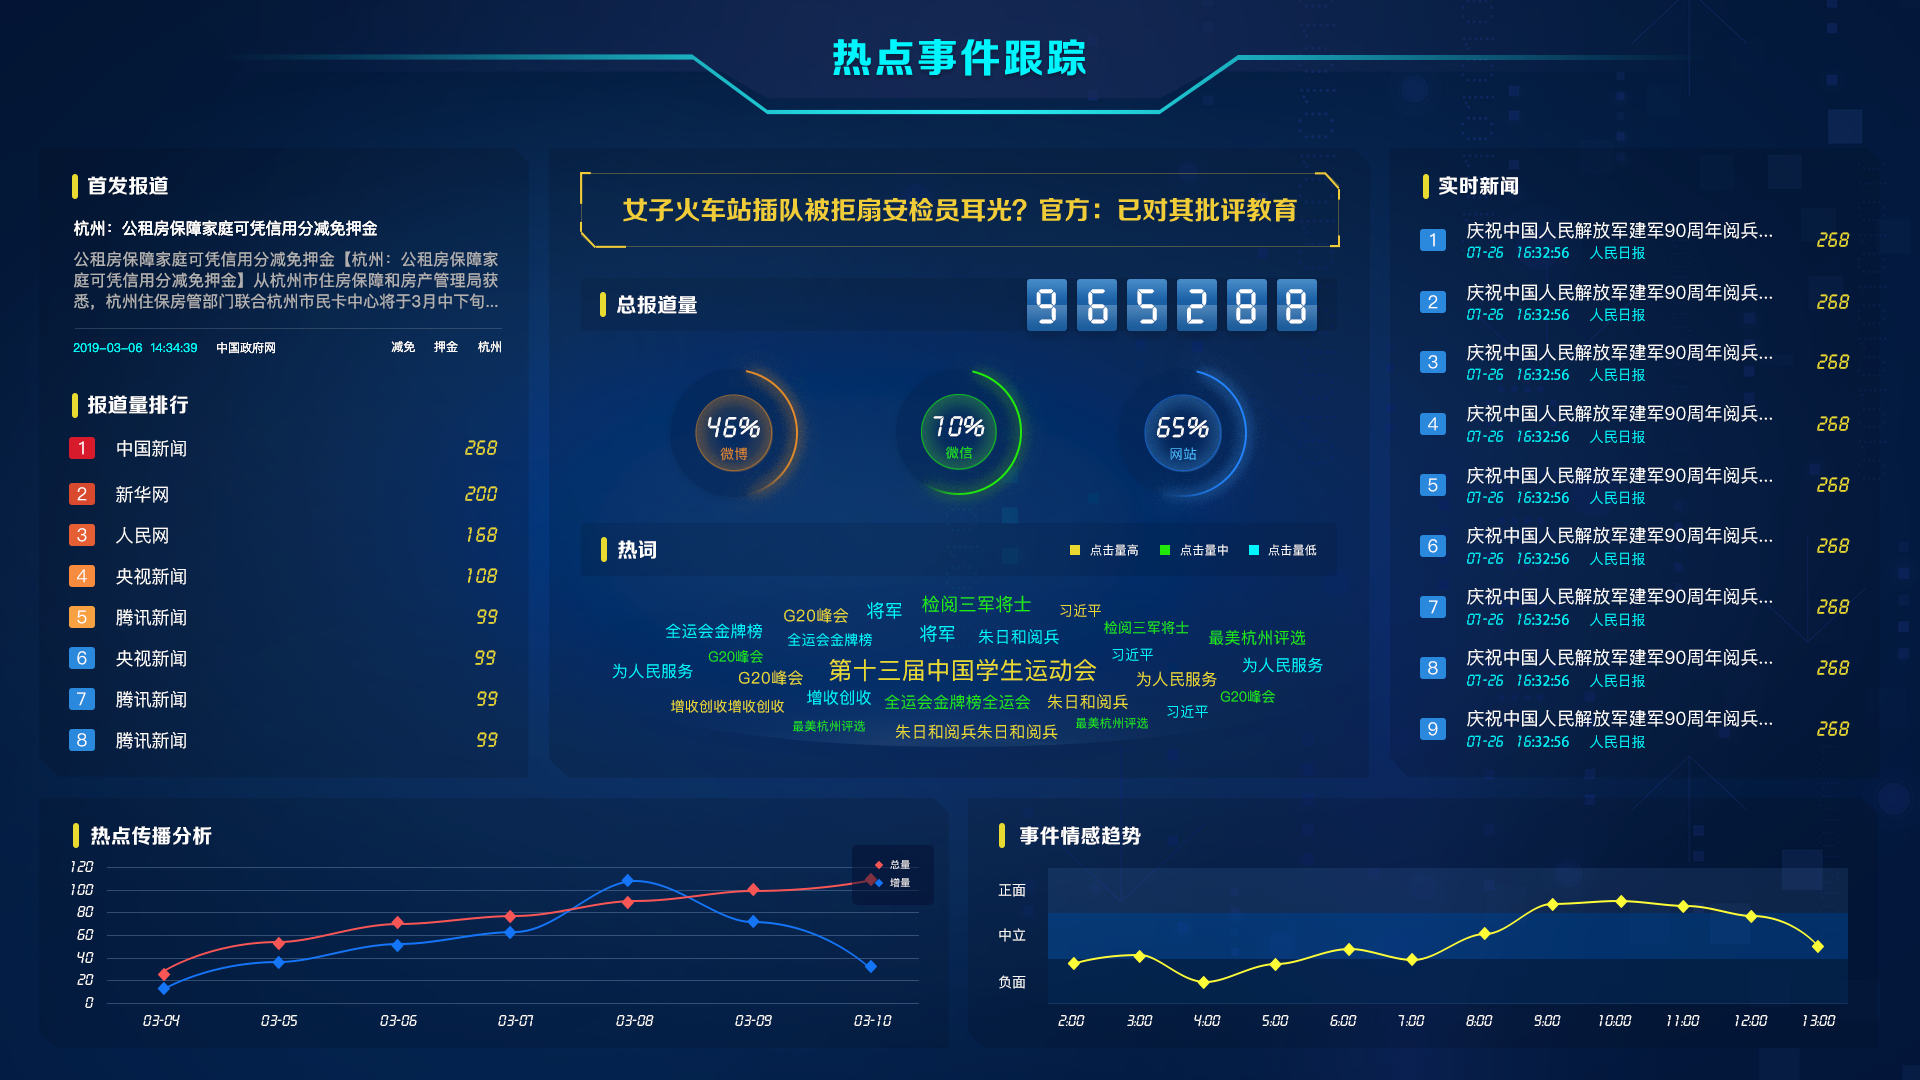 热点事件跟踪
首发报道
杭州：公租房保障家庭可凭信用分减免押金
公租房保障家庭可凭信用分减免押金【杭州：公租房保障家
庭可凭信用分减免押金】从杭州市住房保障和房产管理局获
悉，杭州住保房管部门联合杭州市民卡中心将于3月中下旬...
2019-03-06 14:34:39 中国政府网 减免 押金 杭州
报道量排行
1 中国新闻 268
2 新华网 200
3 人民网 168
4 央视新闻 108
5 腾讯新闻 99
6 央视新闻 99
7 腾讯新闻 99
8 腾讯新闻 99
女子火车站插队被拒扇安检员耳光？官方：已对其批评教育
总报道量 965288
46% 微博
70% 微信
65% 网站
热词 点击量高 点击量中 点击量低
检阅三军将士
将军
习近平
G20峰会
检阅三军将士
全运会金牌榜
将军
朱日和阅兵
最美杭州评选
全运会金牌榜
G20峰会
习近平
为人民服务
为人民服务
第十三届中国学生运动会
G20峰会
为人民服务
增收创收
G20峰会
全运会金牌榜全运会
朱日和阅兵
增收创收增收创收
习近平
最美杭州评选
最美杭州评选
朱日和阅兵朱日和阅兵
实时新闻
1 庆祝中国人民解放军建军90周年阅兵... 268
07-26 16:32:56 人民日报
2 庆祝中国人民解放军建军90周年阅兵... 268
07-26 16:32:56 人民日报
3 庆祝中国人民解放军建军90周年阅兵... 268
07-26 16:32:56 人民日报
4 庆祝中国人民解放军建军90周年阅兵... 268
07-26 16:32:56 人民日报
5 庆祝中国人民解放军建军90周年阅兵... 268
07-26 16:32:56 人民日报
6 庆祝中国人民解放军建军90周年阅兵... 268
07-26 16:32:56 人民日报
7 庆祝中国人民解放军建军90周年阅兵... 268
07-26 16:32:56 人民日报
8 庆祝中国人民解放军建军90周年阅兵... 268
07-26 16:32:56 人民日报
9 庆祝中国人民解放军建军90周年阅兵... 268
07-26 16:32:56 人民日报
热点传播分析
总量
增量
120
100
80
60
40
20
0
03-04 03-05 03-06 03-07 03-08 03-09 03-10
事件情感趋势
正面
中立
负面
2:00 3:00 4:00 5:00 6:00 7:00 8:00 9:00 10:00 11:00 12:00 13:00